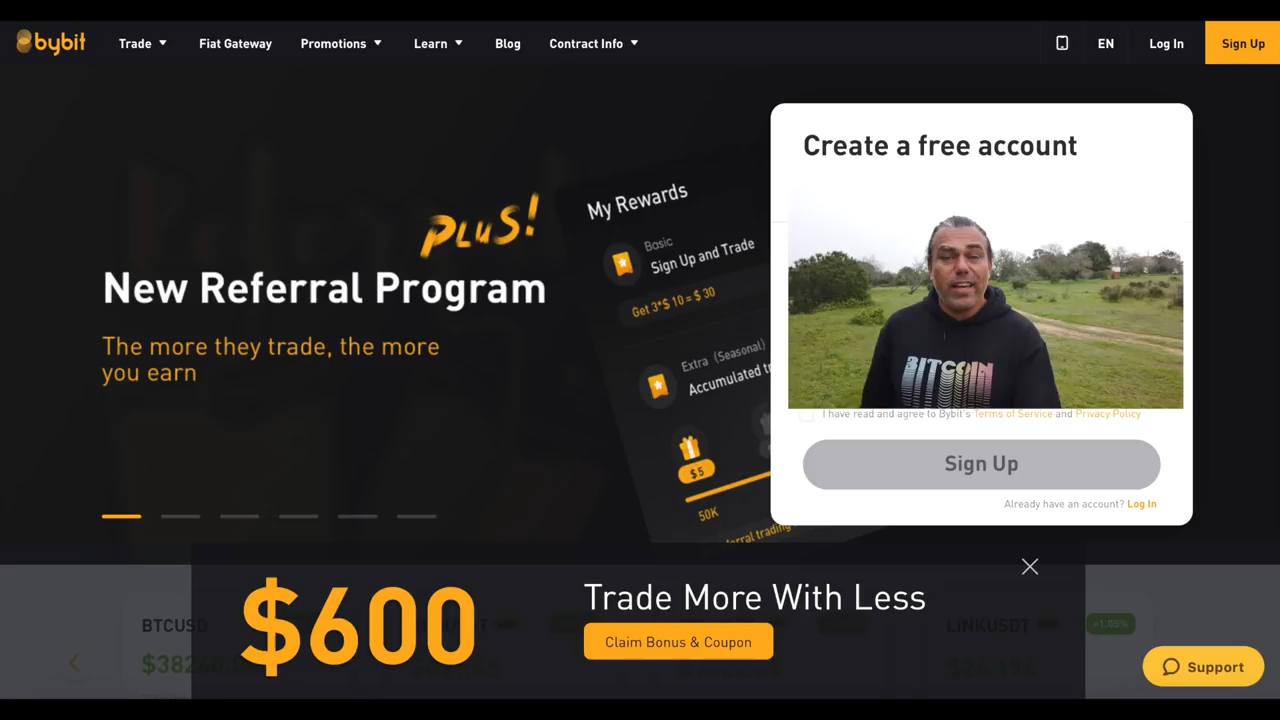 bybit
Trade
Fiat Gateway
Promotions
Learn
Blog
Contract Info
EN
Log In
Sign Up
Create a free account
PLUS!
New Referral Program
The more they trade, the more
you earn
My Rewards
Basic
Sign Up and Trade
Get 3*$ 10 = $ 30
Extra (Seasonal)
Accumulated
$5
50K
trading
BITCOIN
I have read and agree to Bybit's Terms of Service and Privacy Policy
Sign Up
Already have an account? Log In
$600
Trade More With Less
Claim Bonus & Coupon
BTCUSD
LINKUSDT
+1.05%
Support